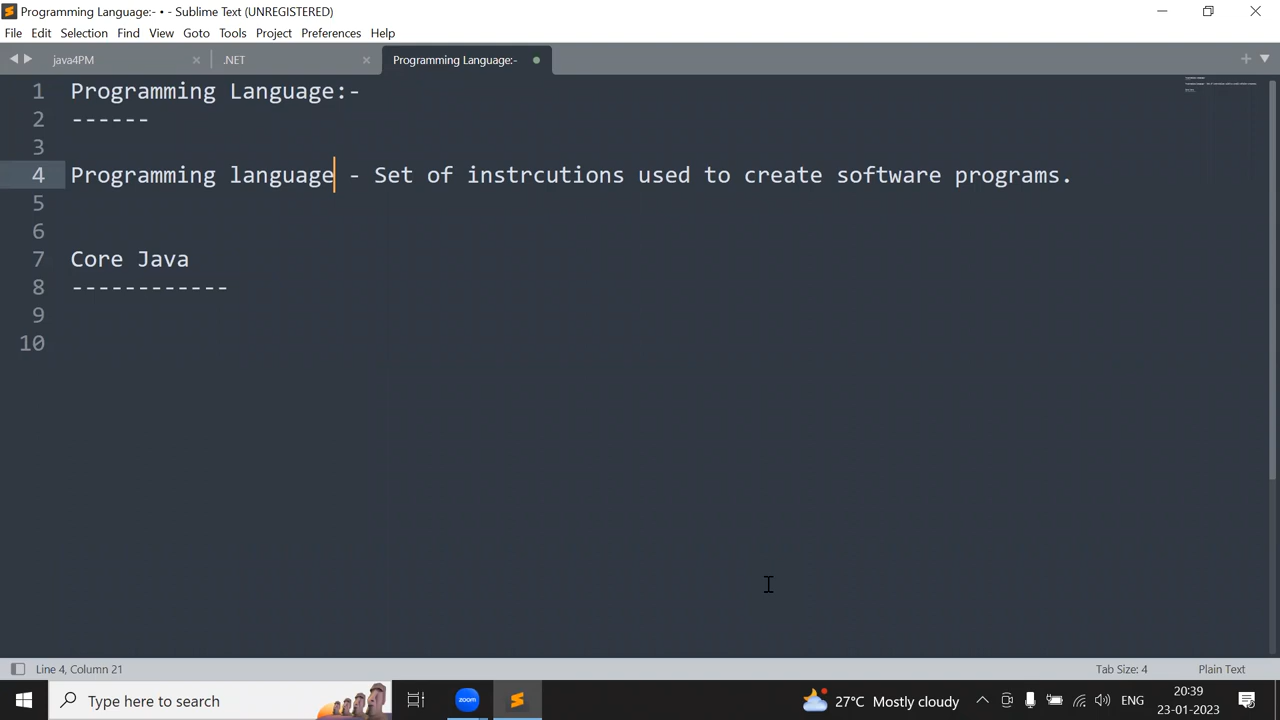 Programming Language:- • - Sublime Text (UNREGISTERED)
File Edit Selection Find View Goto Tools Project Preferences Help
java4PM × .NET × Programming Language:-
1 Programming Language:-
2 ------
3
4 Programming language - Set of instrcutions used to create software programs.
5
6
7 Core Java
8 ------------
9
10
Line 4, Column 21 Tab Size: 4 Plain Text
Type here to search zoom 27°C Mostly cloudy ENG 20:39
23-01-2023